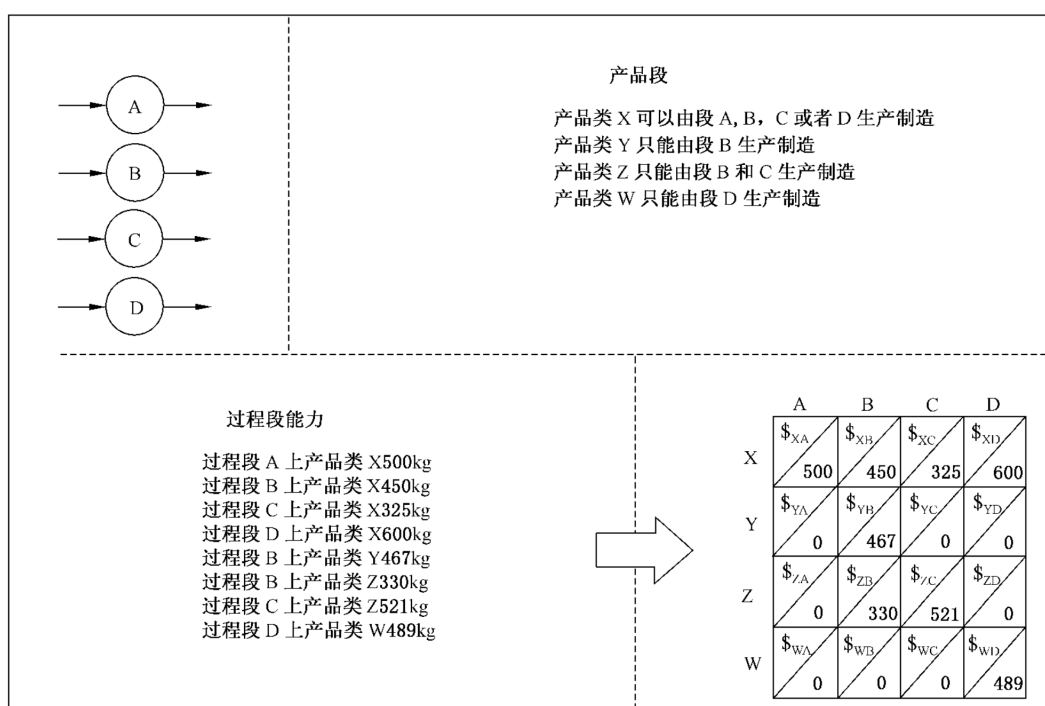 A
B
C
D
产品段
产品类 X 可以由段 A, B，C 或者 D 生产制造
产品类 Y 只能由段 B 生产制造
产品类 Z 只能由段 B 和 C 生产制造
产品类 W 只能由段 D 生产制造
过程段能力
过程段 A 上产品类 X500kg
过程段 B 上产品类 X450kg
过程段 C 上产品类 X325kg
过程段 D 上产品类 X600kg
过程段 B 上产品类 Y467kg
过程段 B 上产品类 Z330kg
过程段 C 上产品类 Z521kg
过程段 D 上产品类 W489kg
A B C D
X $XA 500 $XB 450 $XC 325 $XD 600
Y $YA 0 $YB 467 $YC 0 $YD 0
Z $ZA 0 $ZB 330 $ZC 521 $ZD 0
W $WA 0 $WB 0 $WC 0 $WD 489